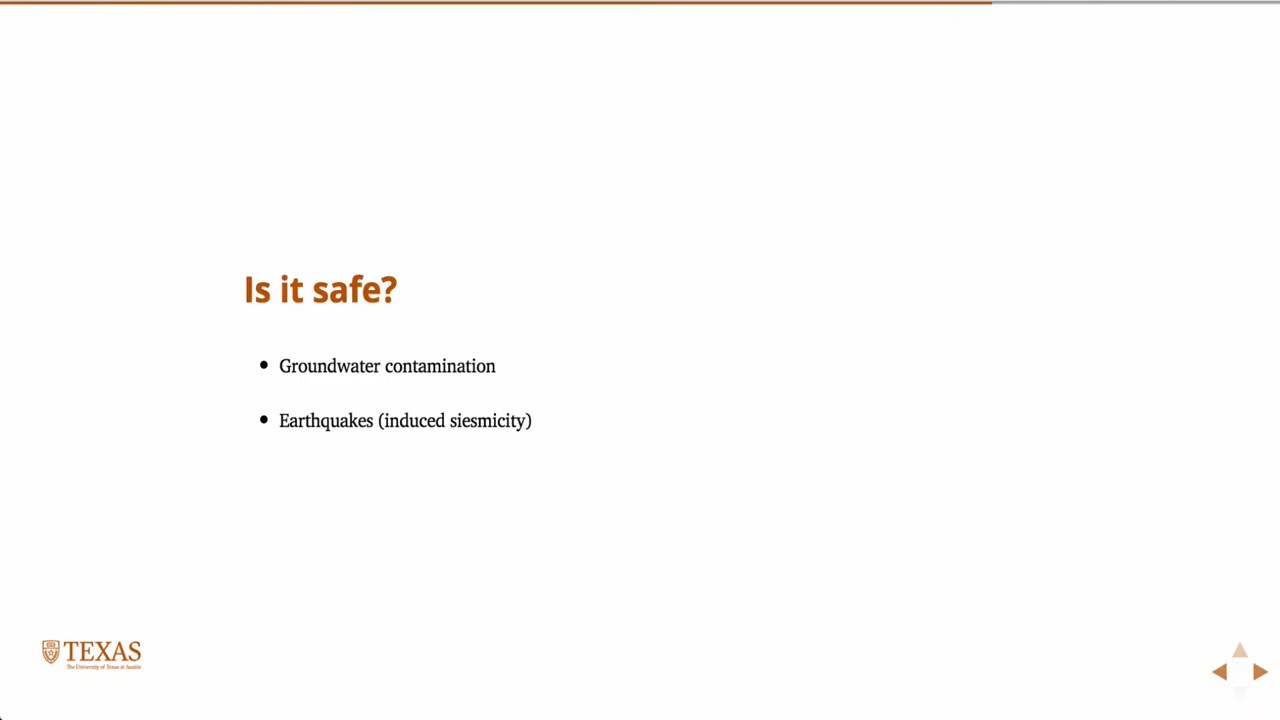 Is it safe?
Groundwater contamination
Earthquakes (induced siesmicity)
TEXAS
The University of Texas at Austin